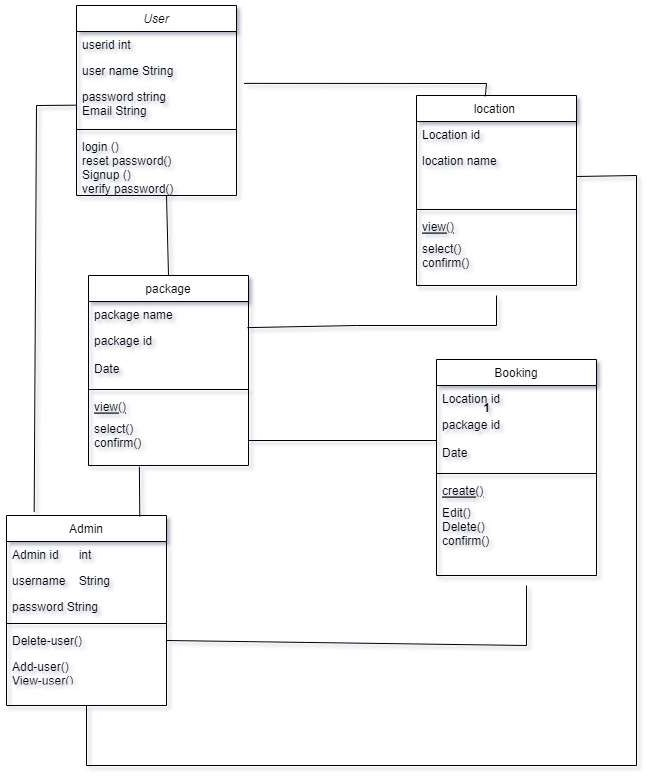 User
userid int
user name String
password string
Email String
login ()
reset password()
Signup ()
verify password()
location
Location id
location name
view()
select()
confirm()
package
package name
package id
Date
view()
select()
confirm()
Booking
Location id
1
package id
Date
create()
Edit()
Delete()
confirm()
Admin
Admin id int
username String
password String
Delete-user()
Add-user()
View-user()